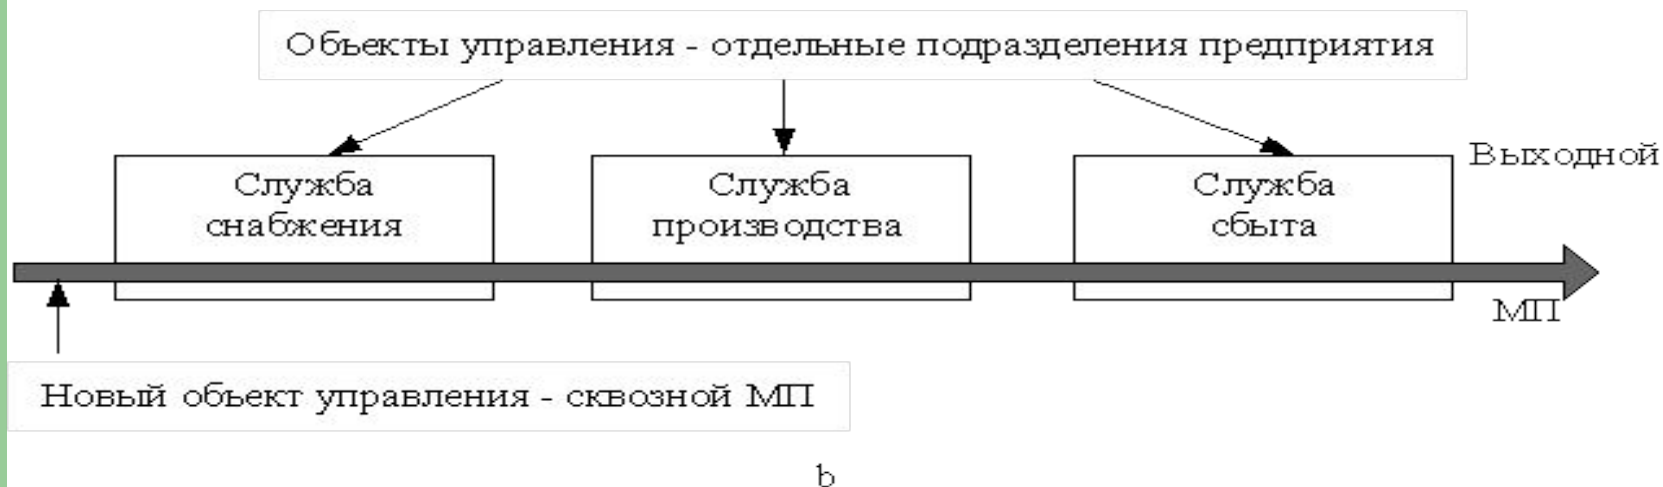 Объекты управления - отдельные подразделения предприятия
Служба
снабжения
Служба
производства
Служба
сбыта
Выходной
МП
Новый объект управления - сквозной МП
b